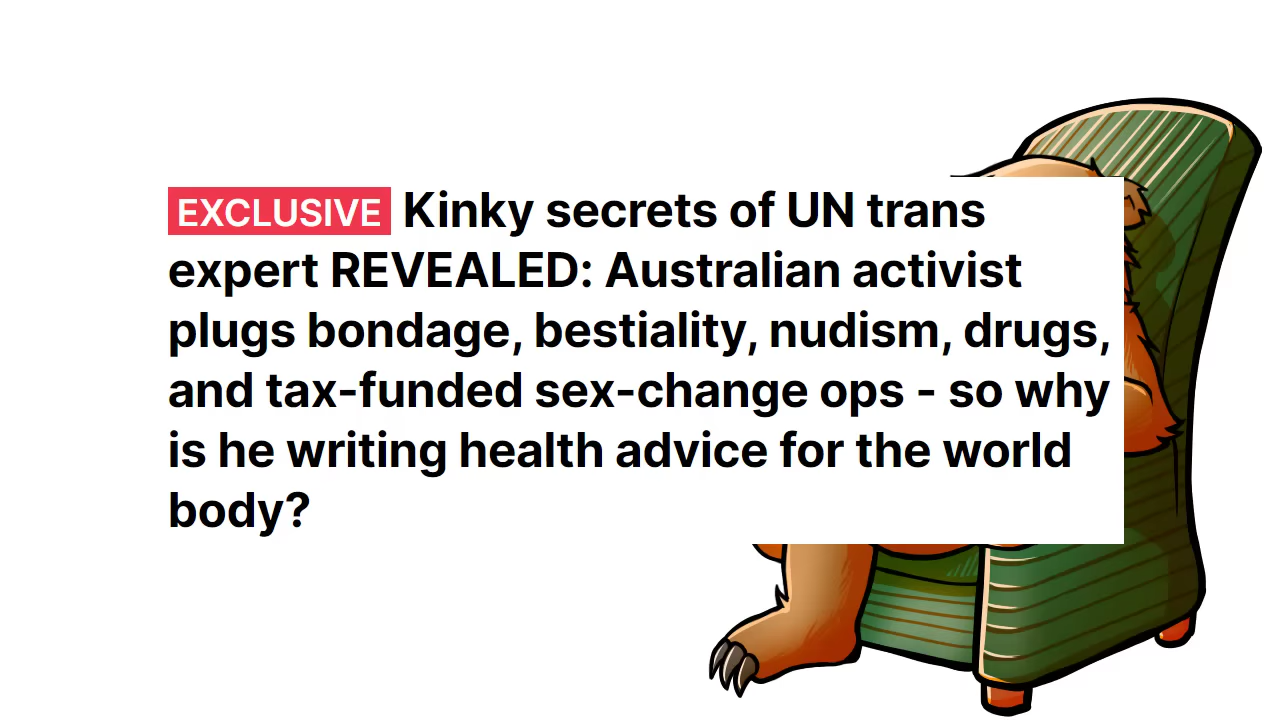 EXCLUSIVE Kinky secrets of UN trans
expert REVEALED: Australian activist
plugs bondage, bestiality, nudism, drugs,
and tax-funded sex-change ops - so why
is he writing health advice for the world
body?